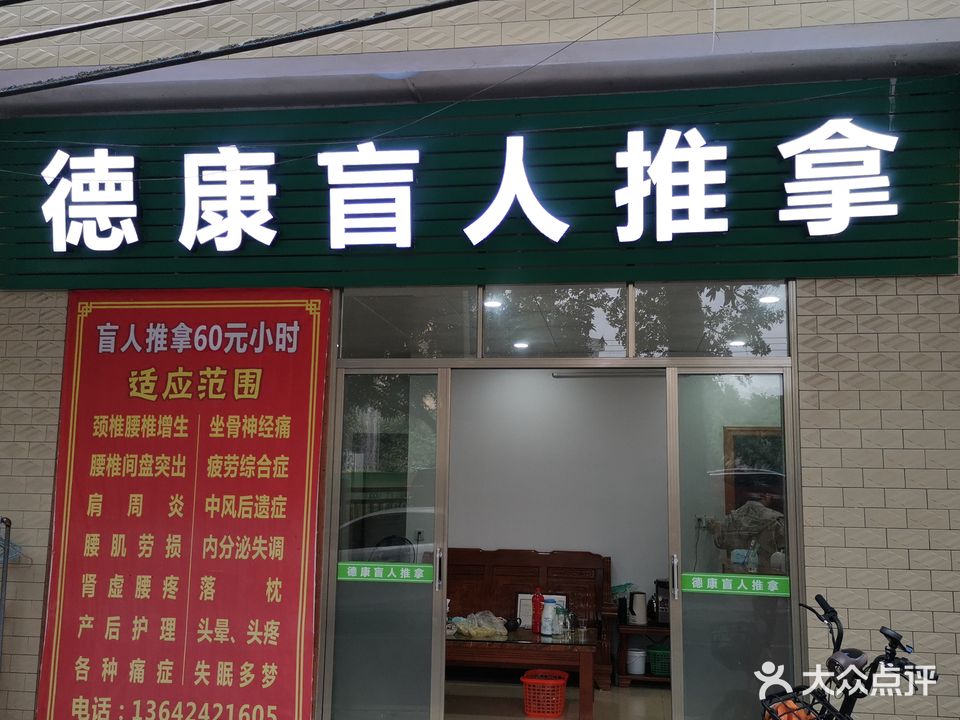 德康盲人推拿
盲人推拿60元小时
适应范围
颈椎腰椎增生 坐骨神经痛
腰椎间盘突出 疲劳综合症
肩周炎 中风后遗症
腰肌劳损 内分泌失调
肾虚腰疼 落枕
产后护理 头晕、头疼
各种痛症 失眠多梦
电话:13642421605
德康盲人推拿
德康盲人推拿
大众点评